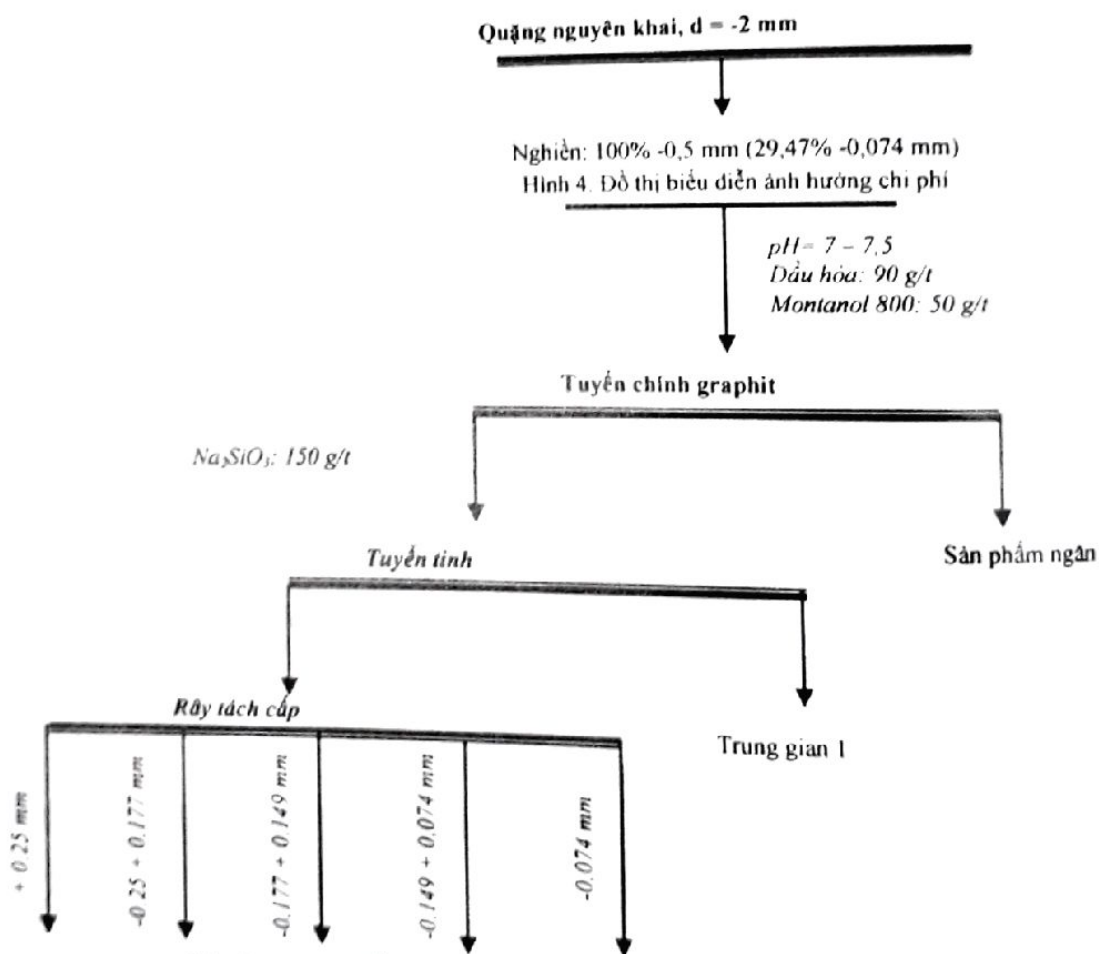 Quặng nguyên khai, d = -2 mm
Nghiền: 100% -0,5 mm (29,47% -0,074 mm)
Hình 4. Đồ thị biểu diễn ảnh hưởng chi phí
pH= 7 – 7,5
Dầu hỏa: 90 g/t
Montanol 800: 50 g/t
Tuyển chính graphit
Na₂SiO₃: 150 g/t
Tuyển tinh
Sản phẩm ngăn
Rây tách cấp
Trung gian 1
+ 0.25 mm
-0.25 + 0.177 mm
-0.177 + 0.149 mm
-0.149 + 0.074 mm
-0.074 mm